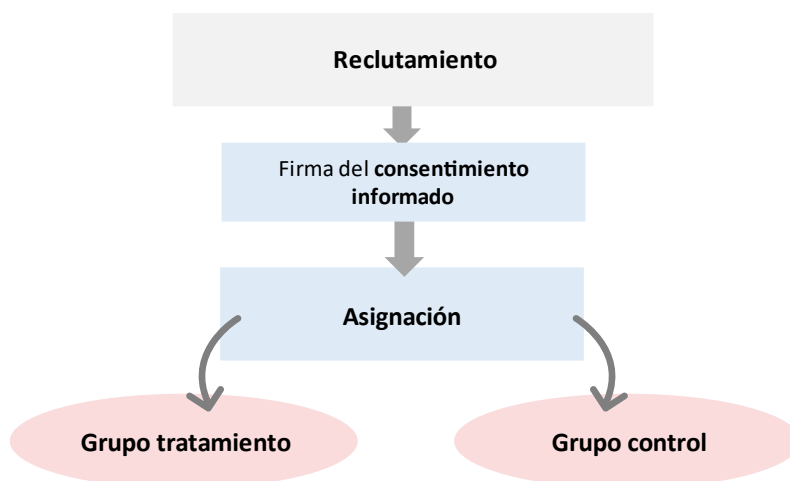 Reclutamiento
Firma del consentimiento
informado
Asignación
Grupo tratamiento
Grupo control